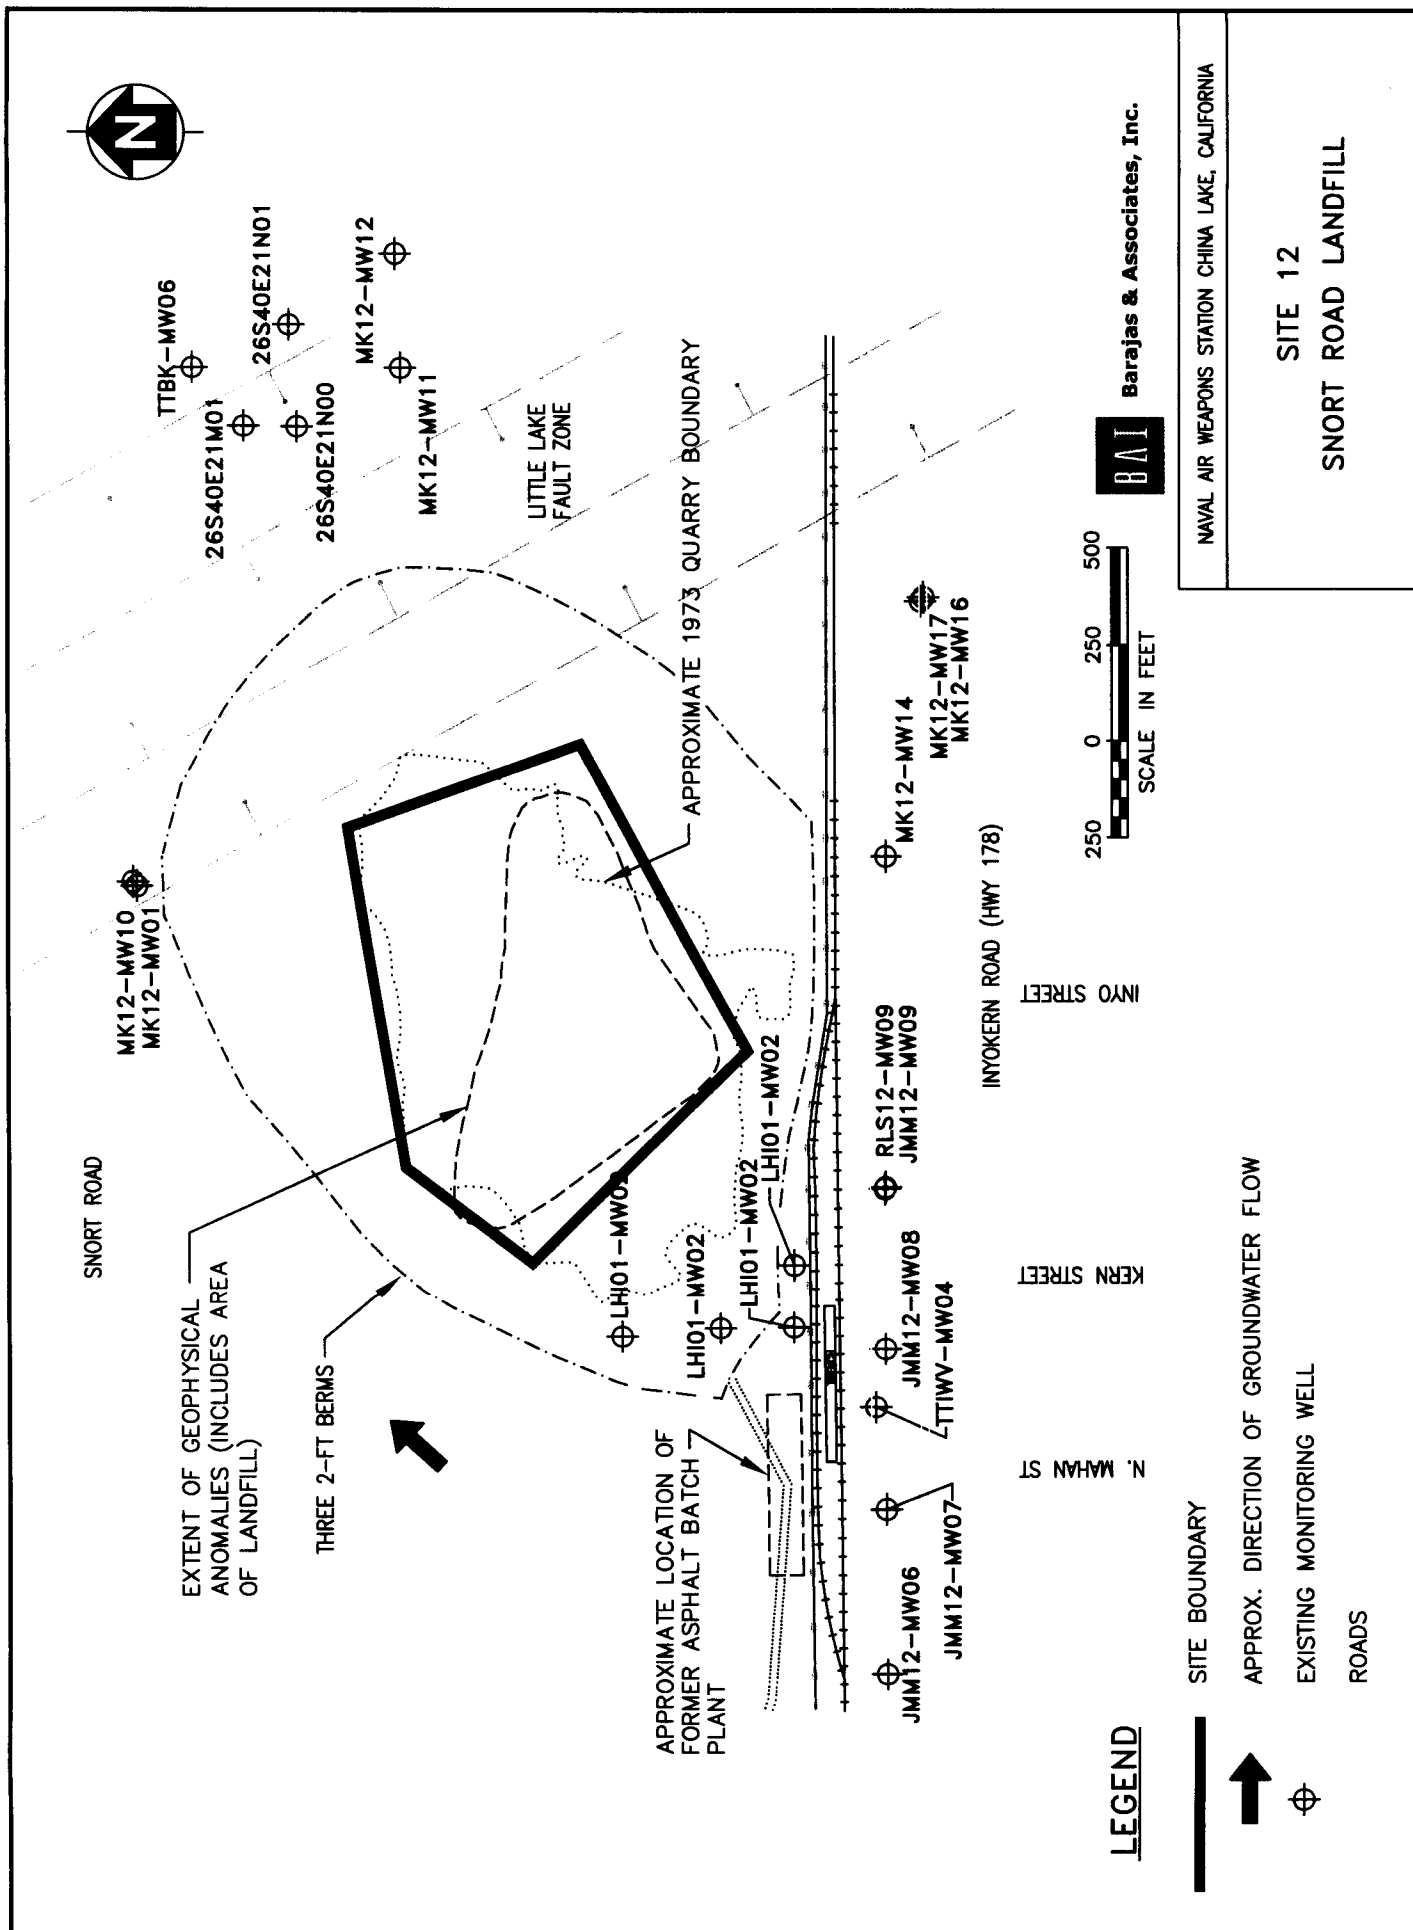 N
SNORT ROAD
MK12-MW10
MK12-MW01
TTBK-MW06
26S40E21M01
26S40E21N01
26S40E21N00
MK12-MW12
MK12-MW11
LITTLE LAKE
FAULT ZONE
EXTENT OF GEOPHYSICAL
ANOMALIES (INCLUDES AREA
OF LANDFILL)
THREE 2-FT BERMS
APPROXIMATE 1973 QUARRY BOUNDARY
LHI01-MW02
LHI01-MW02
LHI01-MW02
LHI01-MW02
APPROXIMATE LOCATION OF
FORMER ASPHALT BATCH
PLANT
JMM12-MW06
JMM12-MW07
TTIWV-MW04
JMM12-MW08
RLS12-MW09
JMM12-MW09
MK12-MW14
MK12-MW17
MK12-MW16
INYOKERN ROAD (HWY 178)
N. MAHAN ST
KERN STREET
INYO STREET
LEGEND
SITE BOUNDARY
APPROX. DIRECTION OF GROUNDWATER FLOW
EXISTING MONITORING WELL
ROADS
250 0 250 500
SCALE IN FEET
BAI
Barajas & Associates, Inc.
NAVAL AIR WEAPONS STATION CHINA LAKE, CALIFORNIA
SITE 12
SNORT ROAD LANDFILL